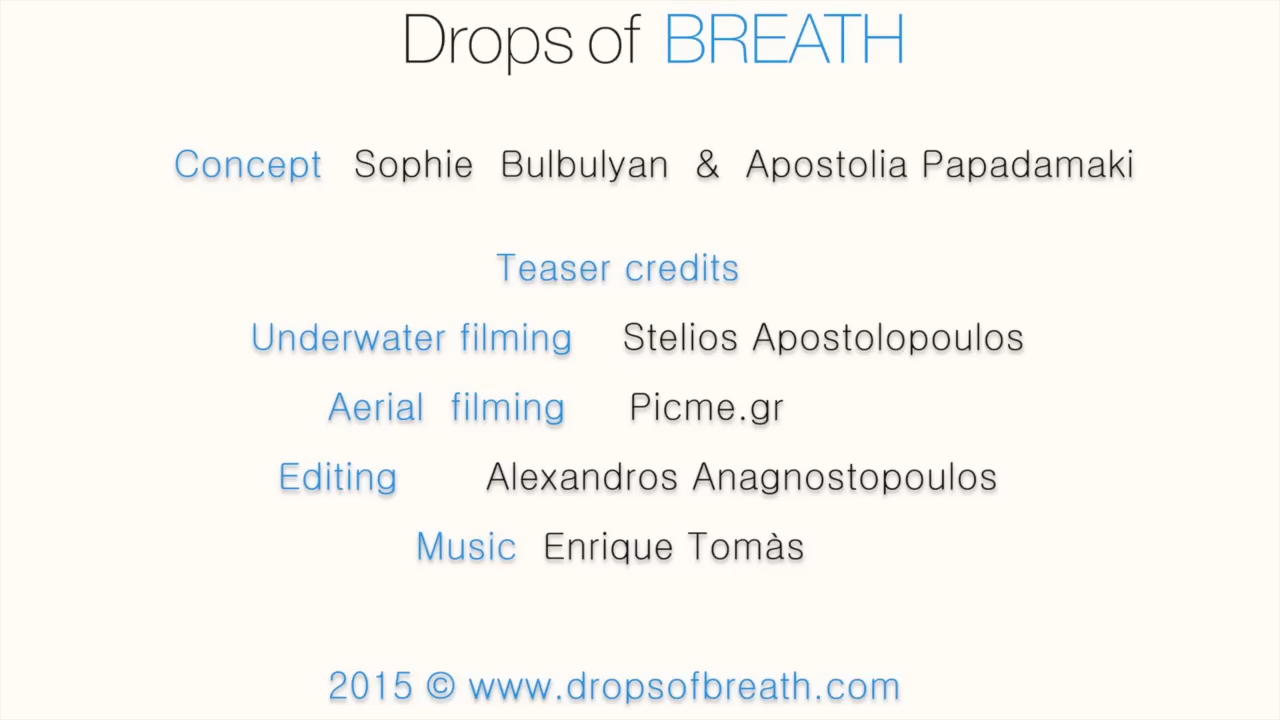 Drops of BREATH
Concept Sophie Bulbulyan & Apostolia Papadamaki
Teaser credits
Underwater filming Stelios Apostolopoulos
Aerial filming Picme.gr
Editing Alexandros Anagnostopoulos
Music Enrique Tomàs
2015 © www.dropsofbreath.com